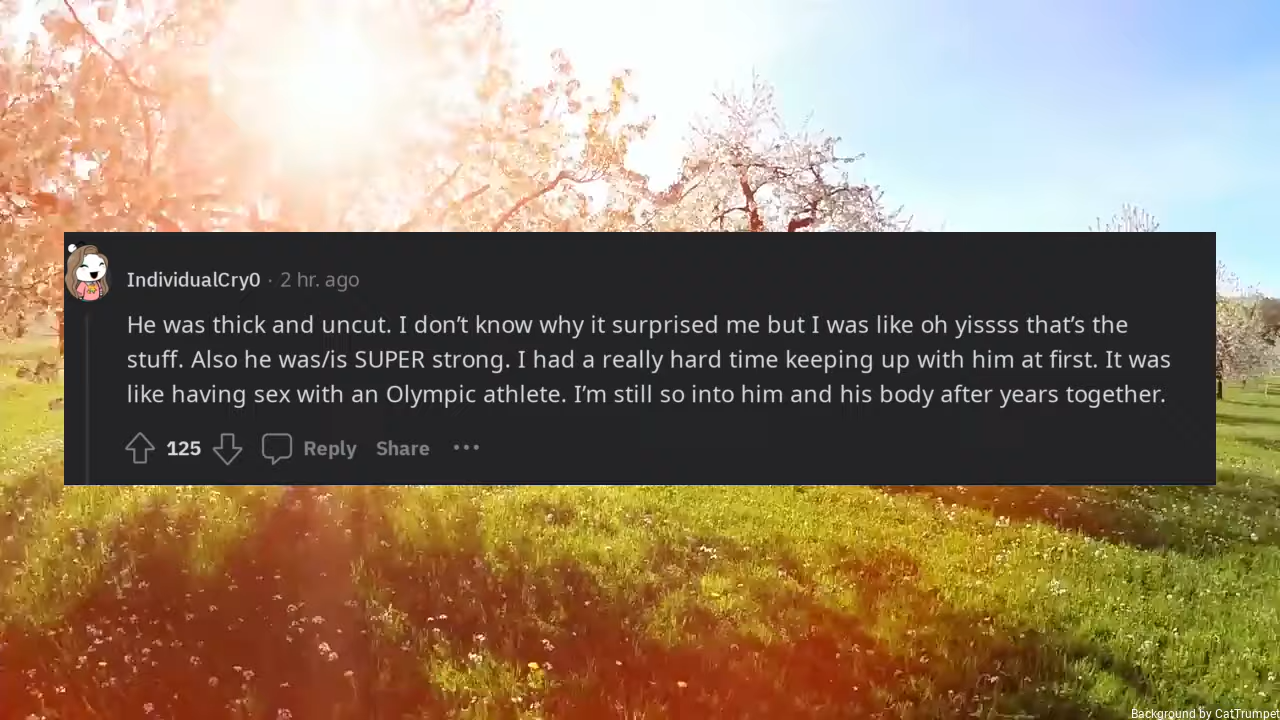 IndividualCry0 · 2 hr. ago
He was thick and uncut. I don’t know why it surprised me but I was like oh yissss that’s the
stuff. Also he was/is SUPER strong. I had a really hard time keeping up with him at first. It was
like having sex with an Olympic athlete. I’m still so into him and his body after years together.
125 Reply Share ···
Background by CatTrumpet